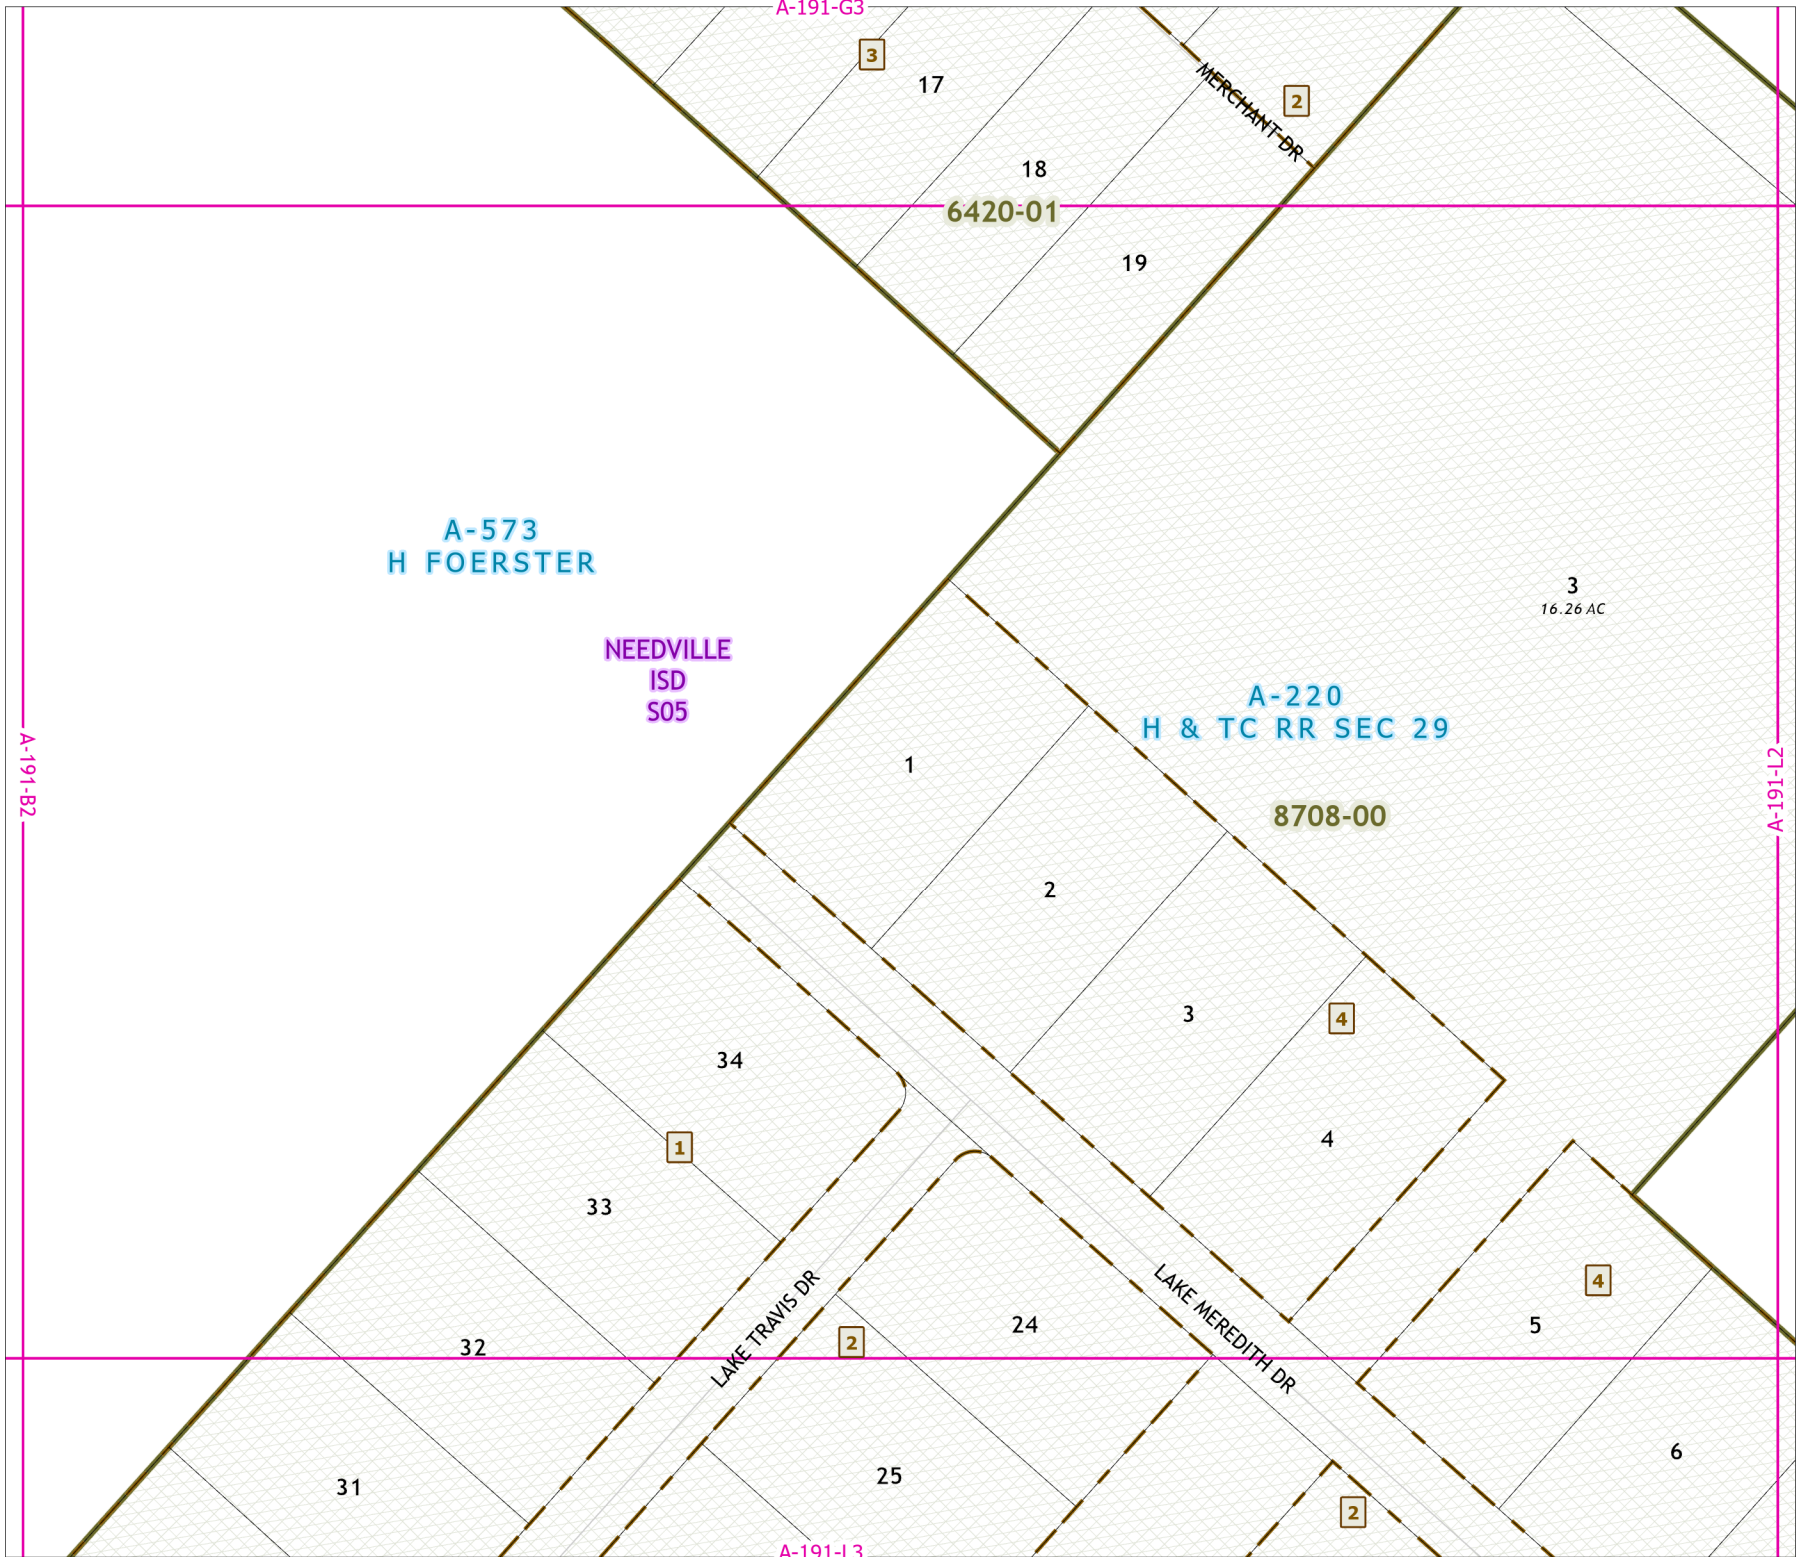 A-191-G3
3
17
MERCHANT DR
2
18
6420-01
19
A-573
H FOERSTER
3
16.26 AC
NEEDVILLE
ISD
S05
A-220
H & TC RR SEC 29
1
A-191-B2
A-191-L2
8708-00
2
3
4
34
4
1
33
LAKE TRAVIS DR
LAKE MEREDITH DR
4
24
5
2
32
6
25
31
2
A-191-L3